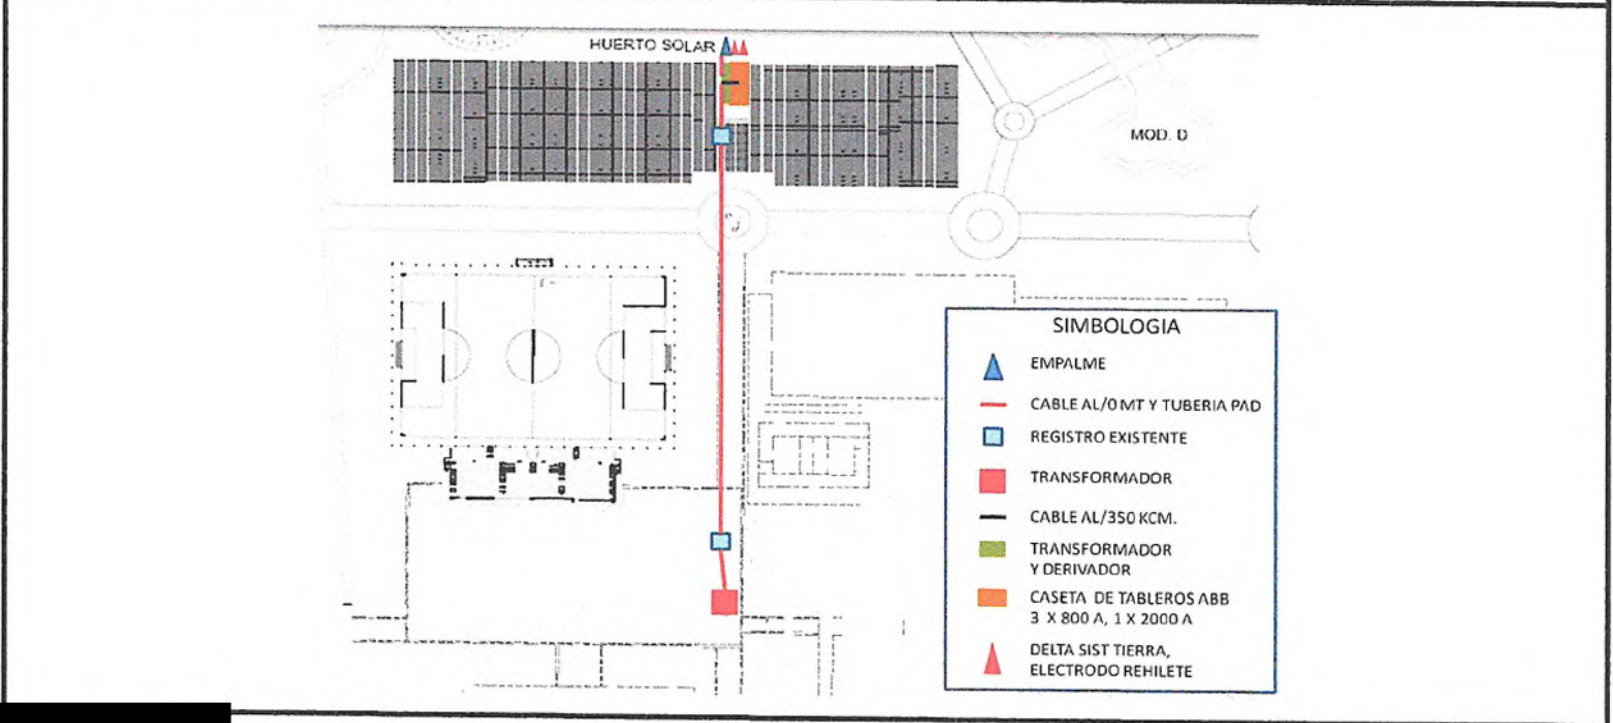 HUERTO SOLAR
MOD. D
SIMBOLOGIA
EMPALME
CABLE AL/0 MT Y TUBERIA PAD
REGISTRO EXISTENTE
TRANSFORMADOR
CABLE AL/350 KCM.
TRANSFORMADOR
Y DERIVADOR
CASETA DE TABLEROS ABB
3 X 800 A, 1 X 2000 A
DELTA SIST TIERRA,
ELECTRODO REHILETE